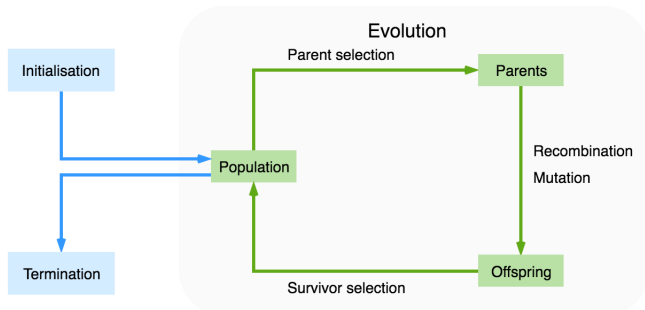 Evolution
Parent selection
Initialisation
Parents
Recombination
Mutation
Population
Termination
Offspring
Survivor selection